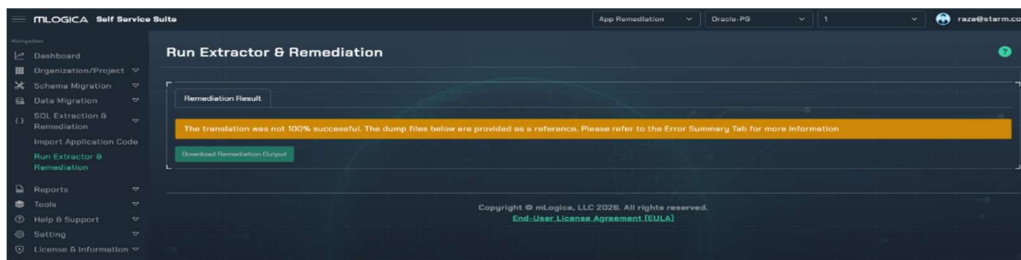 mLOGICA Self Service Suite
App Remediation
Oracle-PG
1
raza@starm.co
Navigation
Dashboard
Organization/Project
Schema Migration
Data Migration
SQL Extraction &
Remediation
Import Application Code
Run Extractor &
Remediation
Reports
Tools
Help & Support
Setting
License & Information
Run Extractor & Remediation
?
Remediation Result
The translation was not 100% successful. The dump files below are provided as a reference. Please refer to the Error Summary Tab for more information
Download Remediation Output
Copyright © mLogica, LLC 2026. All rights reserved.
End-User License Agreement [EULA]